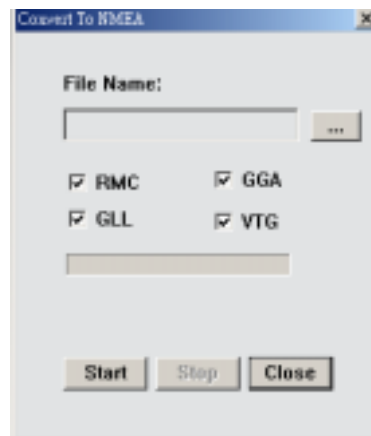 Convert To NMEA
File Name:
...
RMC GGA
GLL VTG
Start Stop Close